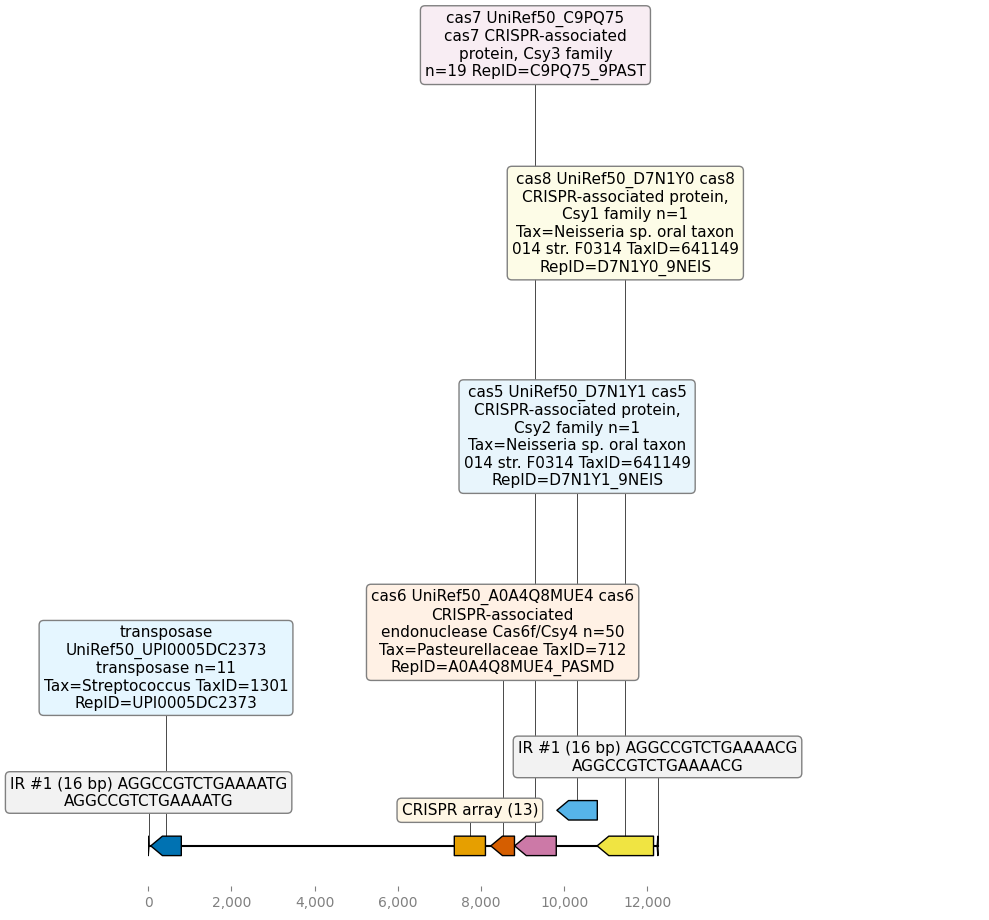 cas7 UniRef50_C9PQ75
cas7 CRISPR-associated
protein, Csy3 family
n=19 RepID=C9PQ75_9PAST
cas8 UniRef50_D7N1Y0 cas8
CRISPR-associated protein,
Csy1 family n=1
Tax=Neisseria sp. oral taxon
014 str. F0314 TaxID=641149
RepID=D7N1Y0_9NEIS
cas5 UniRef50_D7N1Y1 cas5
CRISPR-associated protein,
Csy2 family n=1
Tax=Neisseria sp. oral taxon
014 str. F0314 TaxID=641149
RepID=D7N1Y1_9NEIS
cas6 UniRef50_A0A4Q8MUE4 cas6
CRISPR-associated
endonuclease Cas6f/Csy4 n=50
Tax=Pasteurellaceae TaxID=712
RepID=A0A4Q8MUE4_PASMD
transposase
UniRef50_UPI0005DC2373
transposase n=11
Tax=Streptococcus TaxID=1301
RepID=UPI0005DC2373
IR #1 (16 bp) AGGCCGTCTGAAAACG
AGGCCGTCTGAAAACG
IR #1 (16 bp) AGGCCGTCTGAAAATG
AGGCCGTCTGAAAATG
CRISPR array (13)
0 2,000 4,000 6,000 8,000 10,000 12,000